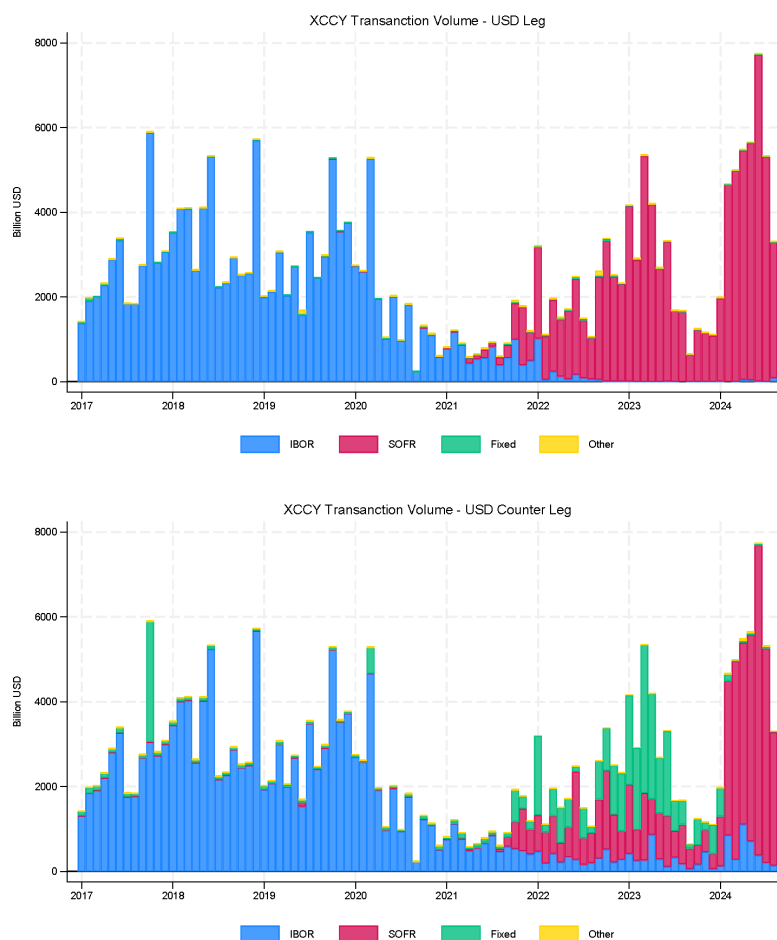 XCCY Transanction Volume - USD Leg
8000
6000
4000
2000
0
Billion USD
2017 2018 2019 2020 2021 2022 2023 2024
IBOR SOFR Fixed Other
XCCY Transanction Volume - USD Counter Leg
8000
6000
4000
2000
0
Billion USD
2017 2018 2019 2020 2021 2022 2023 2024
IBOR SOFR Fixed Other